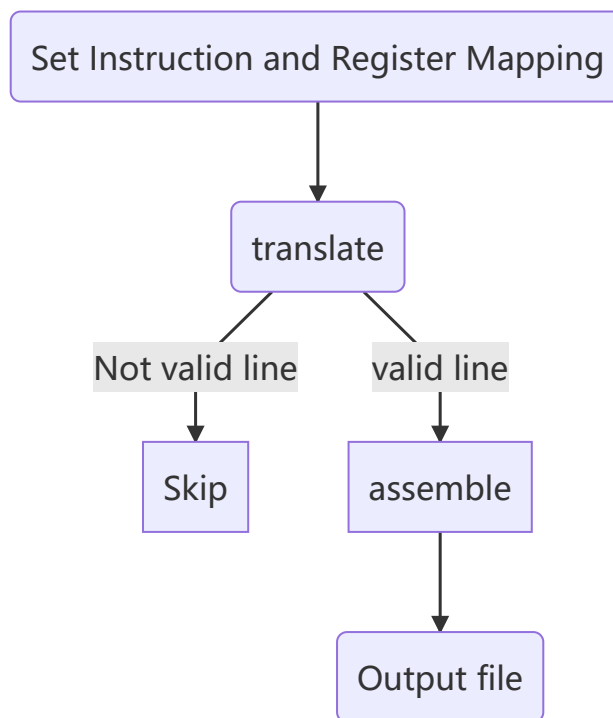 Set Instruction and Register Mapping
translate
Not valid line
valid line
Skip
assemble
Output file